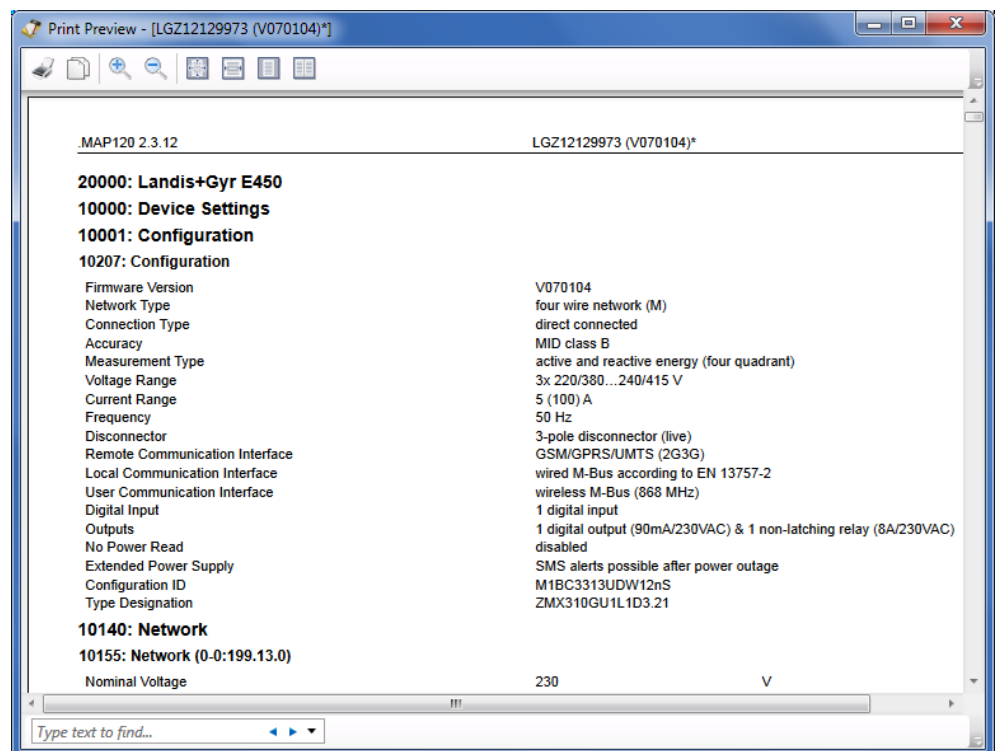 Print Preview - [LGZ12129973 (V070104)*]
.MAP120 2.3.12 LGZ12129973 (V070104)*
20000: Landis+Gyr E450
10000: Device Settings
10001: Configuration
10207: Configuration
Firmware Version V070104
Network Type four wire network (M)
Connection Type direct connected
Accuracy MID class B
Measurement Type active and reactive energy (four quadrant)
Voltage Range 3x 220/380...240/415 V
Current Range 5 (100) A
Frequency 50 Hz
Disconnector 3-pole disconnector (live)
Remote Communication Interface GSM/GPRS/UMTS (2G3G)
Local Communication Interface wired M-Bus according to EN 13757-2
User Communication Interface wireless M-Bus (868 MHz)
Digital Input 1 digital input
Outputs 1 digital output (90mA/230VAC) & 1 non-latching relay (8A/230VAC)
No Power Read disabled
Extended Power Supply SMS alerts possible after power outage
Configuration ID M1BC3313UDW12nS
Type Designation ZMX310GU1L1D3.21
10140: Network
10155: Network (0-0:199.13.0)
Nominal Voltage 230 V
Type text to find...